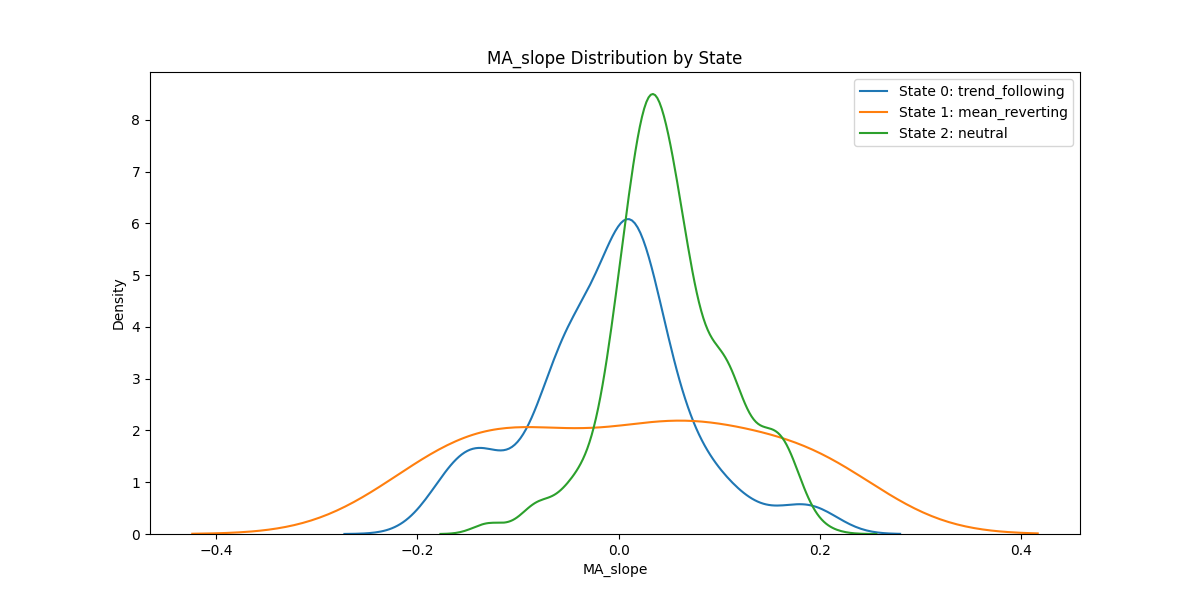 MA_slope Distribution by State
State 0: trend_following
State 1: mean_reverting
State 2: neutral
Density
8
7
6
5
4
3
2
1
0
−0.4
−0.2
0.0
0.2
0.4
MA_slope